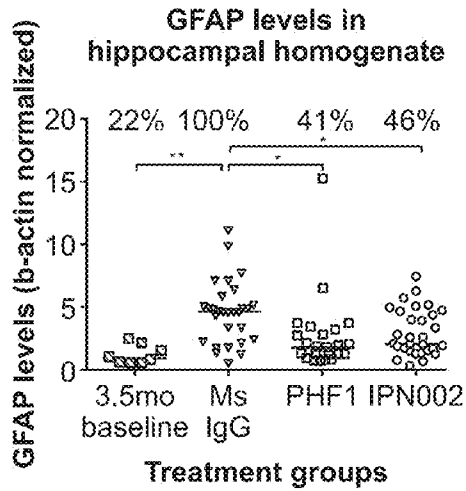 GFAP levels in
hippocampal homogenate
GFAP levels (b-actin normalized)
22% 100% 41% 46%
20
15
10
5
0
*
** *
3.5mo baseline
Ms IgG
PHF1
IPN002
Treatment groups